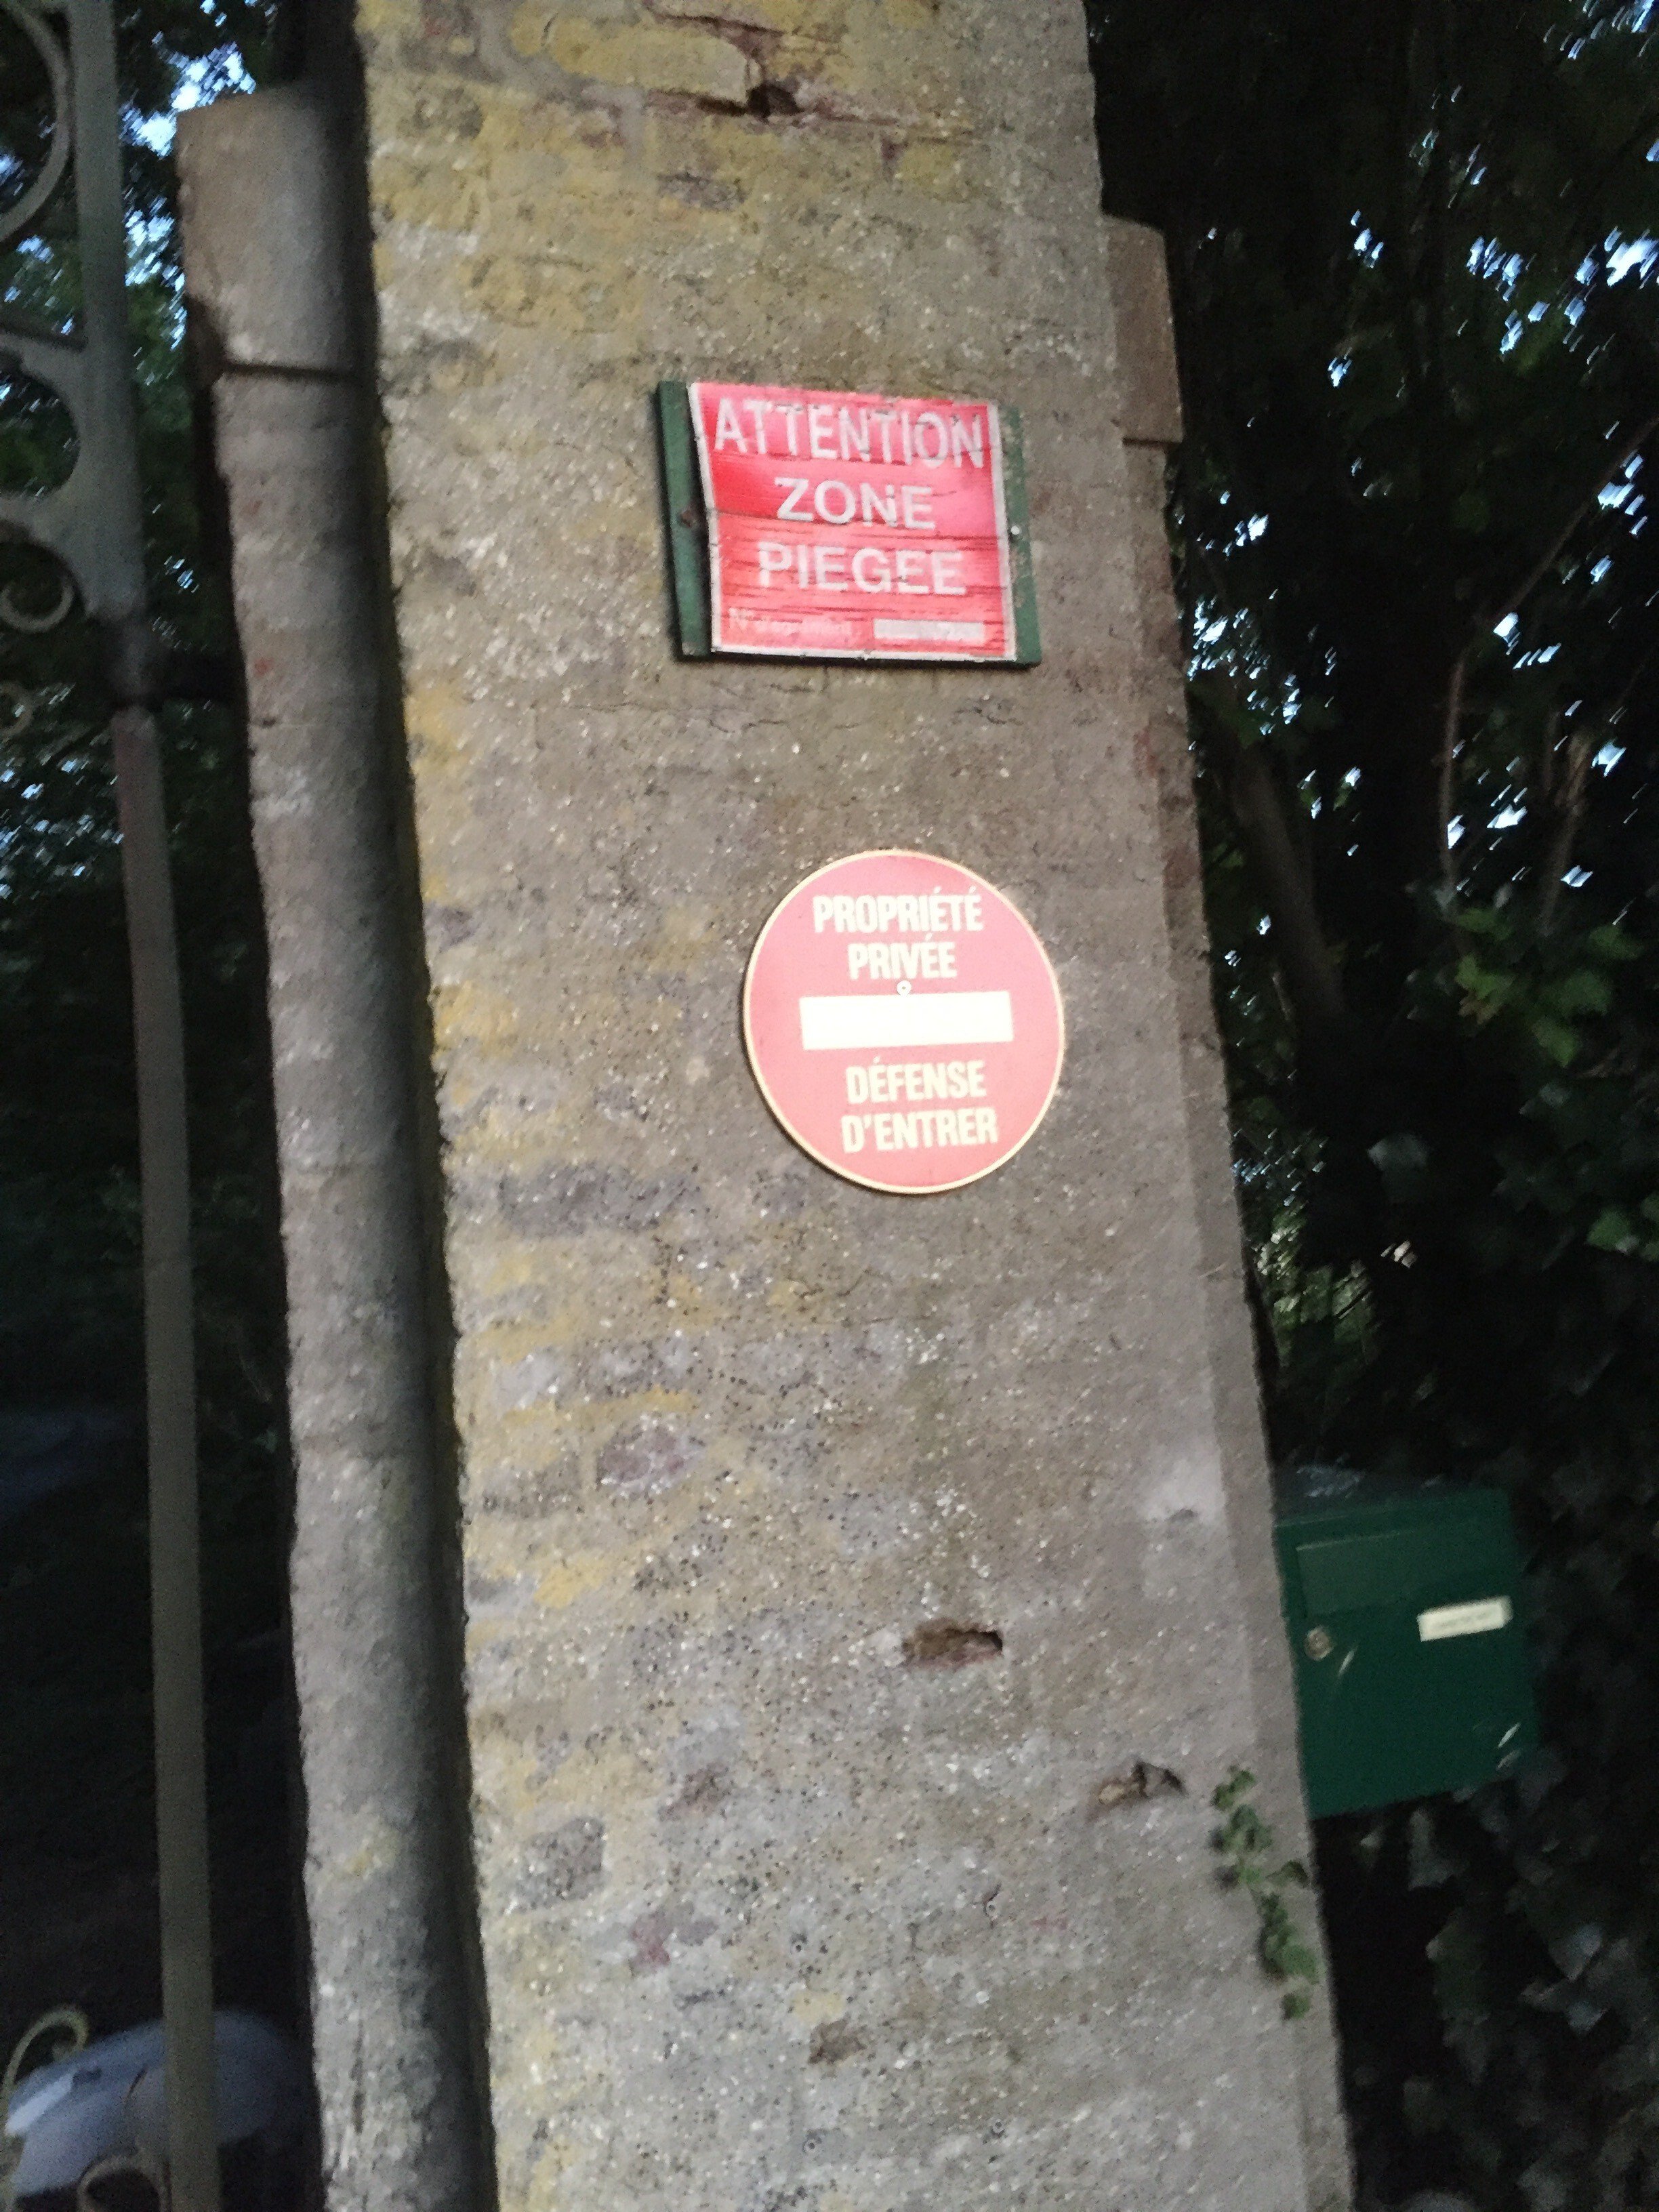 ATTENTION
ZONE
PIEGEE
PROPRIÉTÉ
PRIVÉE
DÉFENSE
D'ENTRER